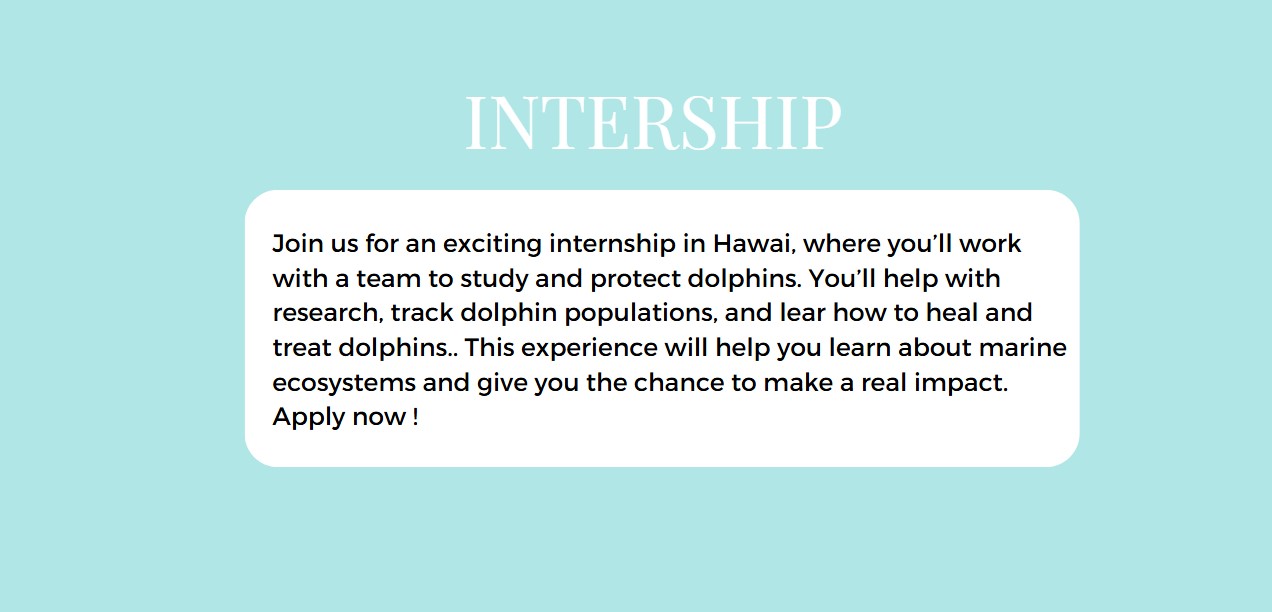 INTERSHIP
Join us for an exciting internship in Hawai, where you’ll work
with a team to study and protect dolphins. You’ll help with
research, track dolphin populations, and lear how to heal and
treat dolphins.. This experience will help you learn about marine
ecosystems and give you the chance to make a real impact.
Apply now !